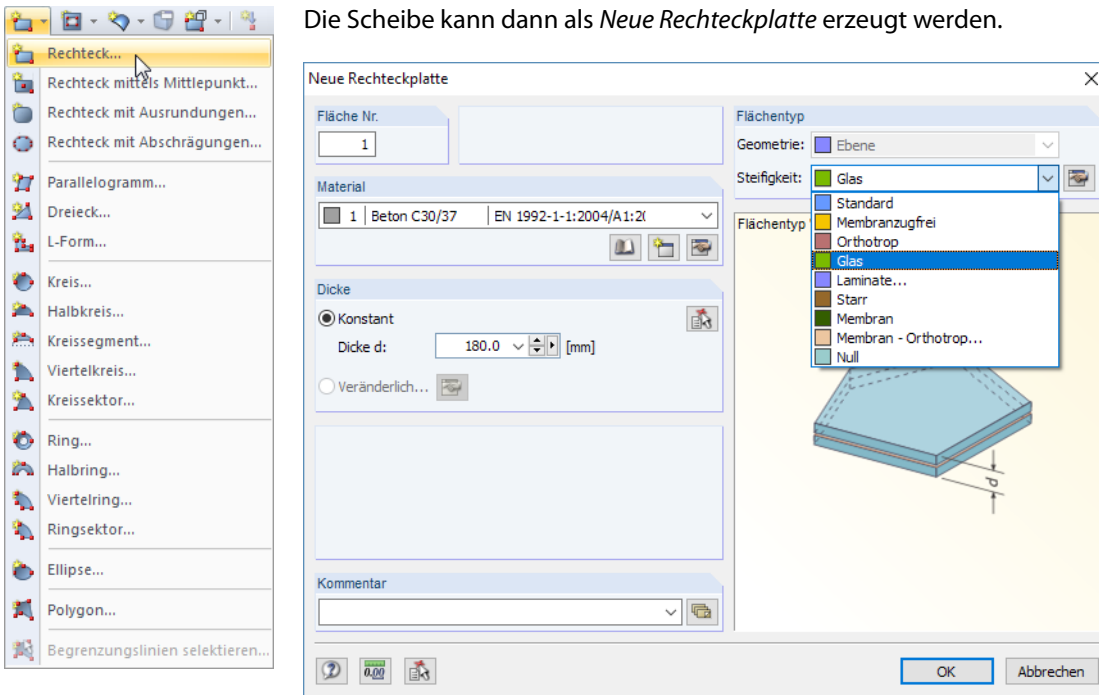 Die Scheibe kann dann als Neue Rechteckplatte erzeugt werden.
Rechteck...
Rechteck mittels Mittlepunkt...
Rechteck mit Ausrundungen...
Rechteck mit Abschrägungen...
Parallelogramm...
Dreieck...
L-Form...
Kreis...
Halbkreis...
Kreissegment...
Viertelkreis...
Kreissektor...
Ring...
Halbring...
Viertelring...
Ringsektor...
Ellipse...
Polygon...
Begrenzungslinien selektieren...
Neue Rechteckplatte
Fläche Nr.
1
Material
1 Beton C30/37 EN 1992-1-1:2004/A1:20
Dicke
Konstant
Dicke d: 180.0 [mm]
Veränderlich...
Kommentar
Flächentyp
Geometrie: Ebene
Steifigkeit: Glas
Flächentyp
Standard
Membranzugfrei
Orthotrop
Glas
Laminate...
Starr
Membran
Membran - Orthotrop...
Null
d
0.00
OK Abbrechen